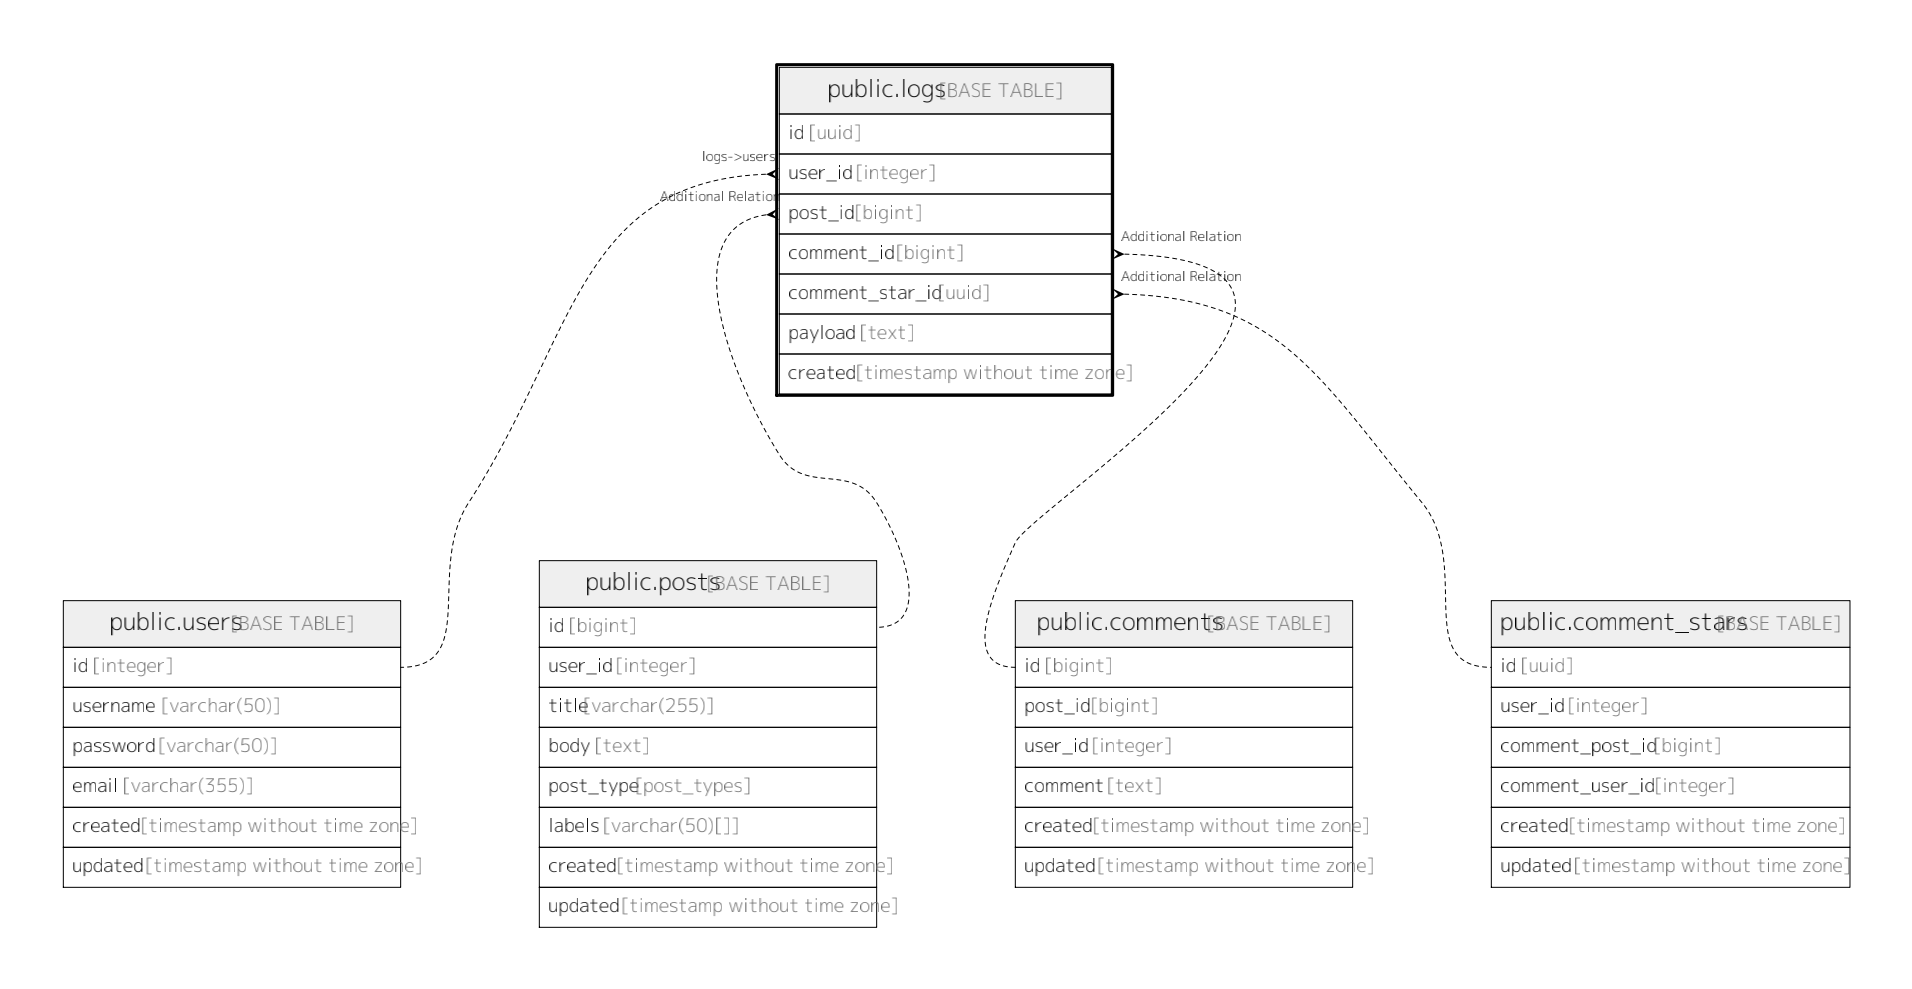 public.logs [BASE TABLE]
id [uuid]
logs->users
user_id [integer]
Additional Relation
post_id [bigint]
Additional Relation
comment_id [bigint]
Additional Relation
comment_star_id [uuid]
payload [text]
created [timestamp without time zone]
public.users [BASE TABLE]
id [integer]
username [varchar(50)]
password [varchar(50)]
email [varchar(355)]
created [timestamp without time zone]
updated [timestamp without time zone]
public.posts [BASE TABLE]
id [bigint]
user_id [integer]
title [varchar(255)]
body [text]
post_type [post_types]
labels [varchar(50)[]]
created [timestamp without time zone]
updated [timestamp without time zone]
public.comments [BASE TABLE]
id [bigint]
post_id [bigint]
user_id [integer]
comment [text]
created [timestamp without time zone]
updated [timestamp without time zone]
public.comment_stars [BASE TABLE]
id [uuid]
user_id [integer]
comment_post_id [bigint]
comment_user_id [integer]
created [timestamp without time zone]
updated [timestamp without time zone]